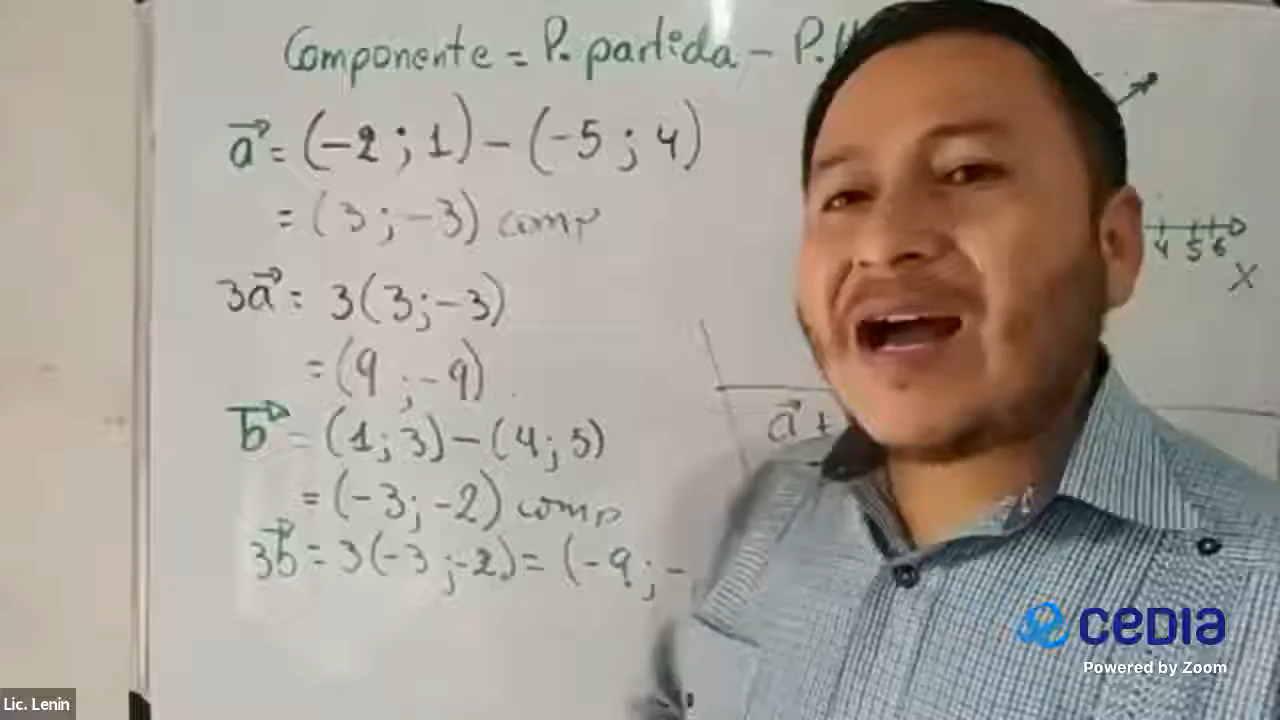 Componente = P. partida - P.
a⃗ = (-2 ; 1) - (-5 ; 4)
= (3 ; -3) comp
3a⃗ = 3(3 ; -3)
= (9 ; -9)
b⃗ = (1 ; 3) - (4 ; 5)
= (-3 ; -2) comp
3b⃗ = 3(-3 ; -2) = (-9 ; -
4 5 6
X
a⃗ +
CEDIA
Powered by Zoom
Lic. Lenin